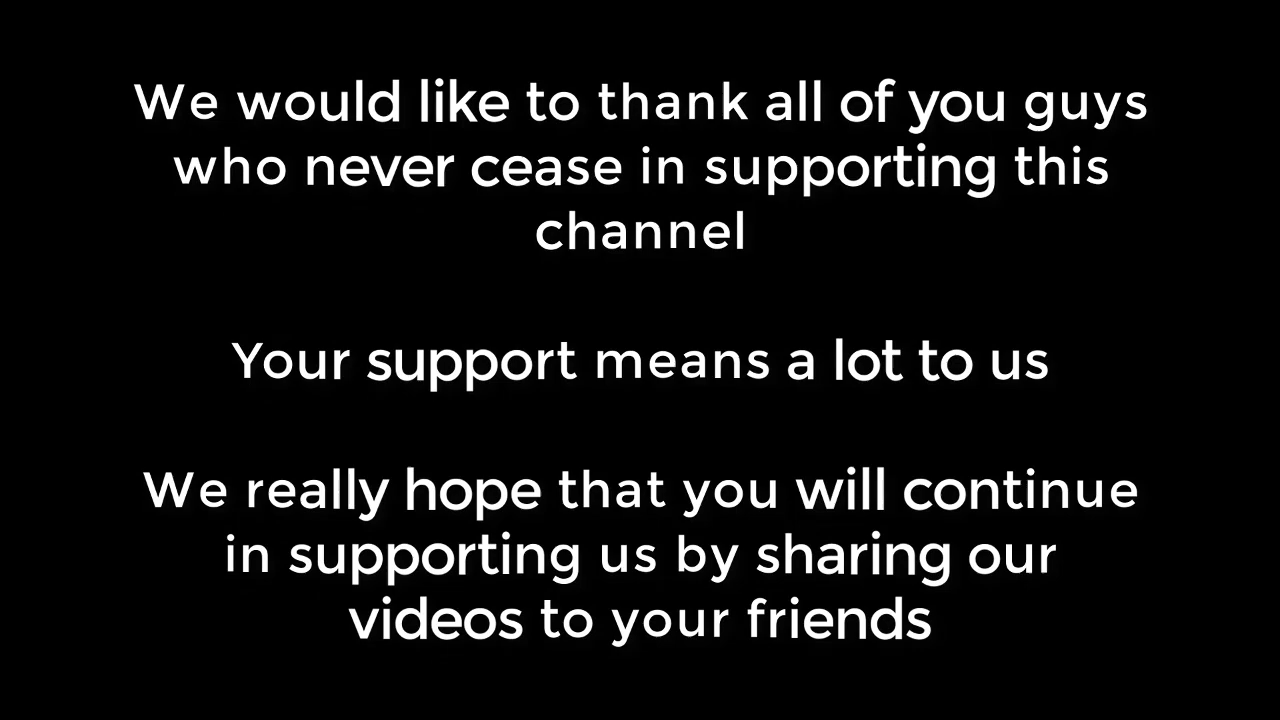 We would like to thank all of you guys
who never cease in supporting this
channel
Your support means a lot to us
We really hope that you will continue
in supporting us by sharing our
videos to your friends